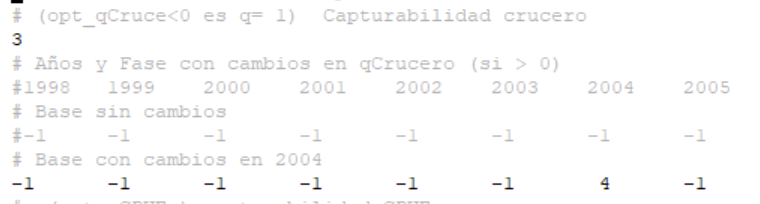 # (opt_qCruce<0 es q= 1) Capturabilidad crucero
3
# Años y Fase con cambios en qCrucero (si > 0)
#1998 1999 2000 2001 2002 2003 2004 2005
# Base sin cambios
#-1 -1 -1 -1 -1 -1 -1 -1
# Base con cambios en 2004
-1 -1 -1 -1 -1 -1 4 -1